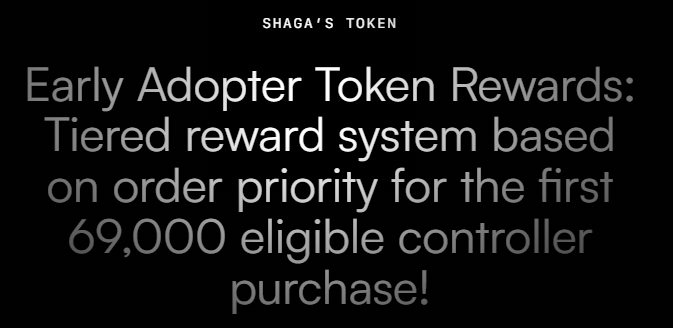 SHAGA'S TOKEN
Early Adopter Token Rewards:
Tiered reward system based
on order priority for the first
69,000 eligible controller
purchase!